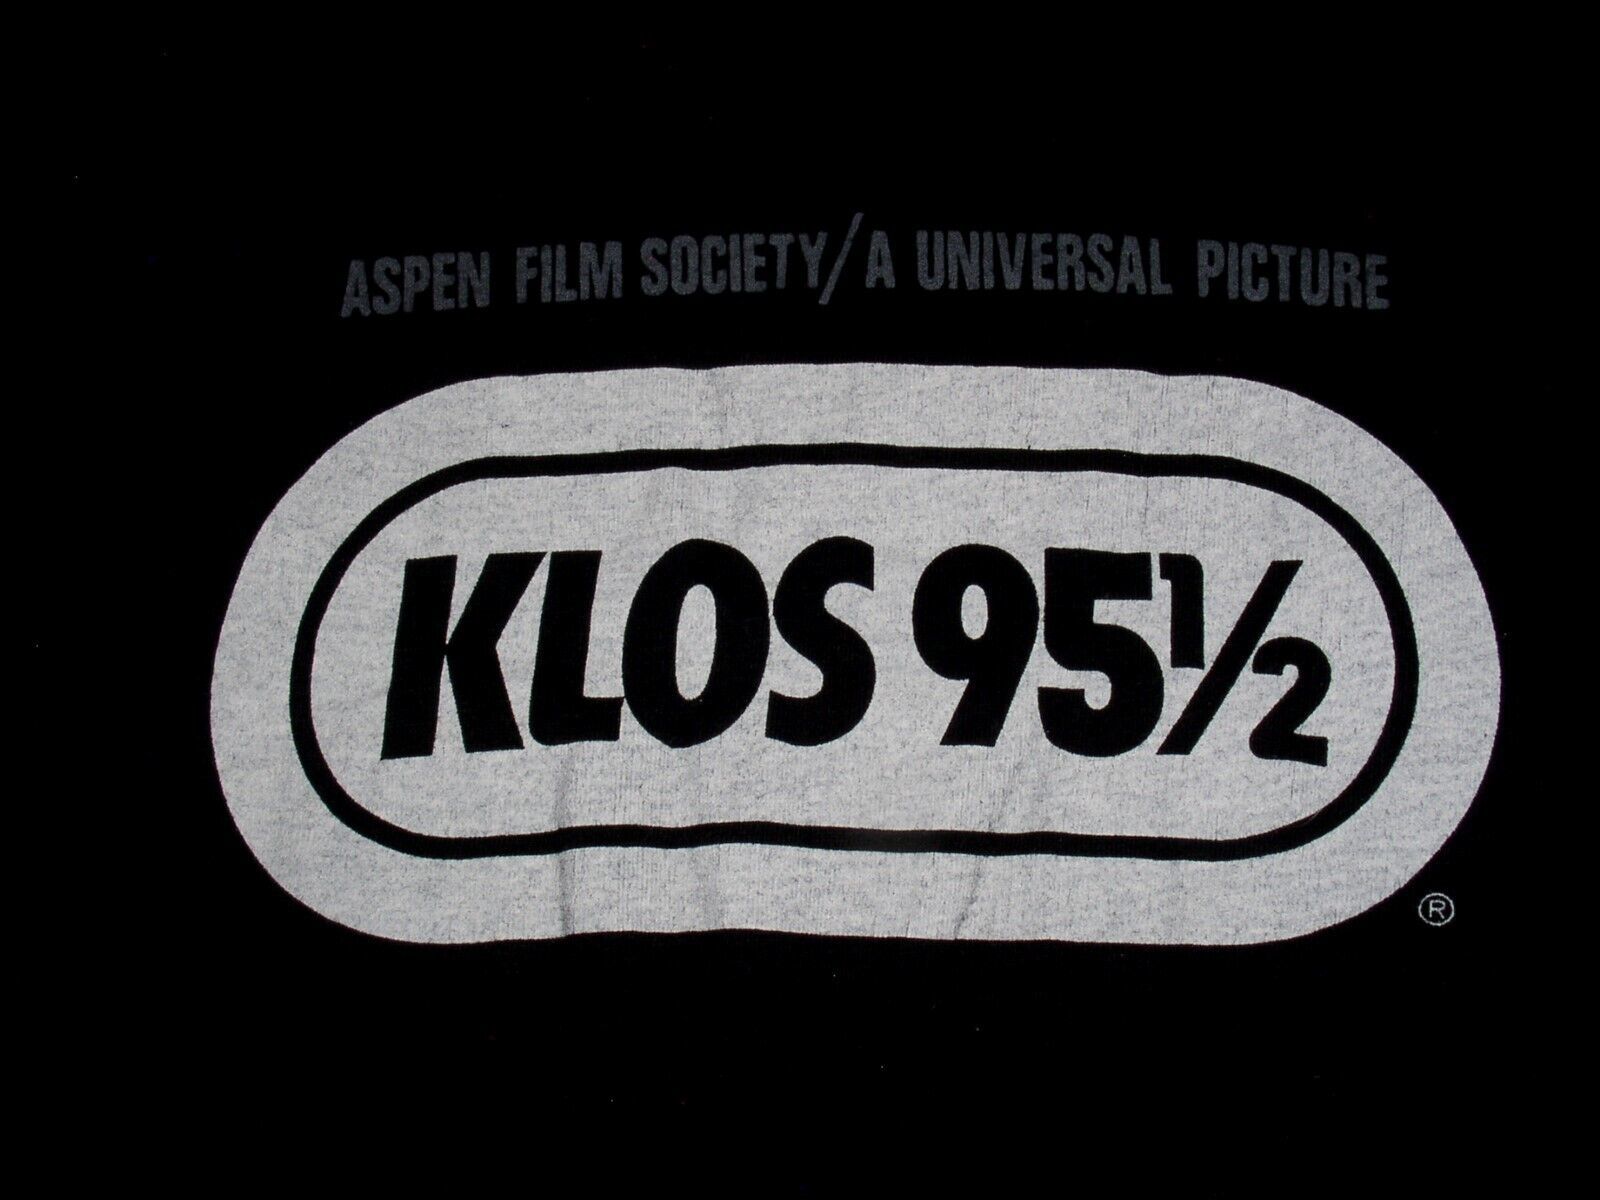 ASPEN FILM SOCIETY/A UNIVERSAL PICTURE
KLOS 95½
®